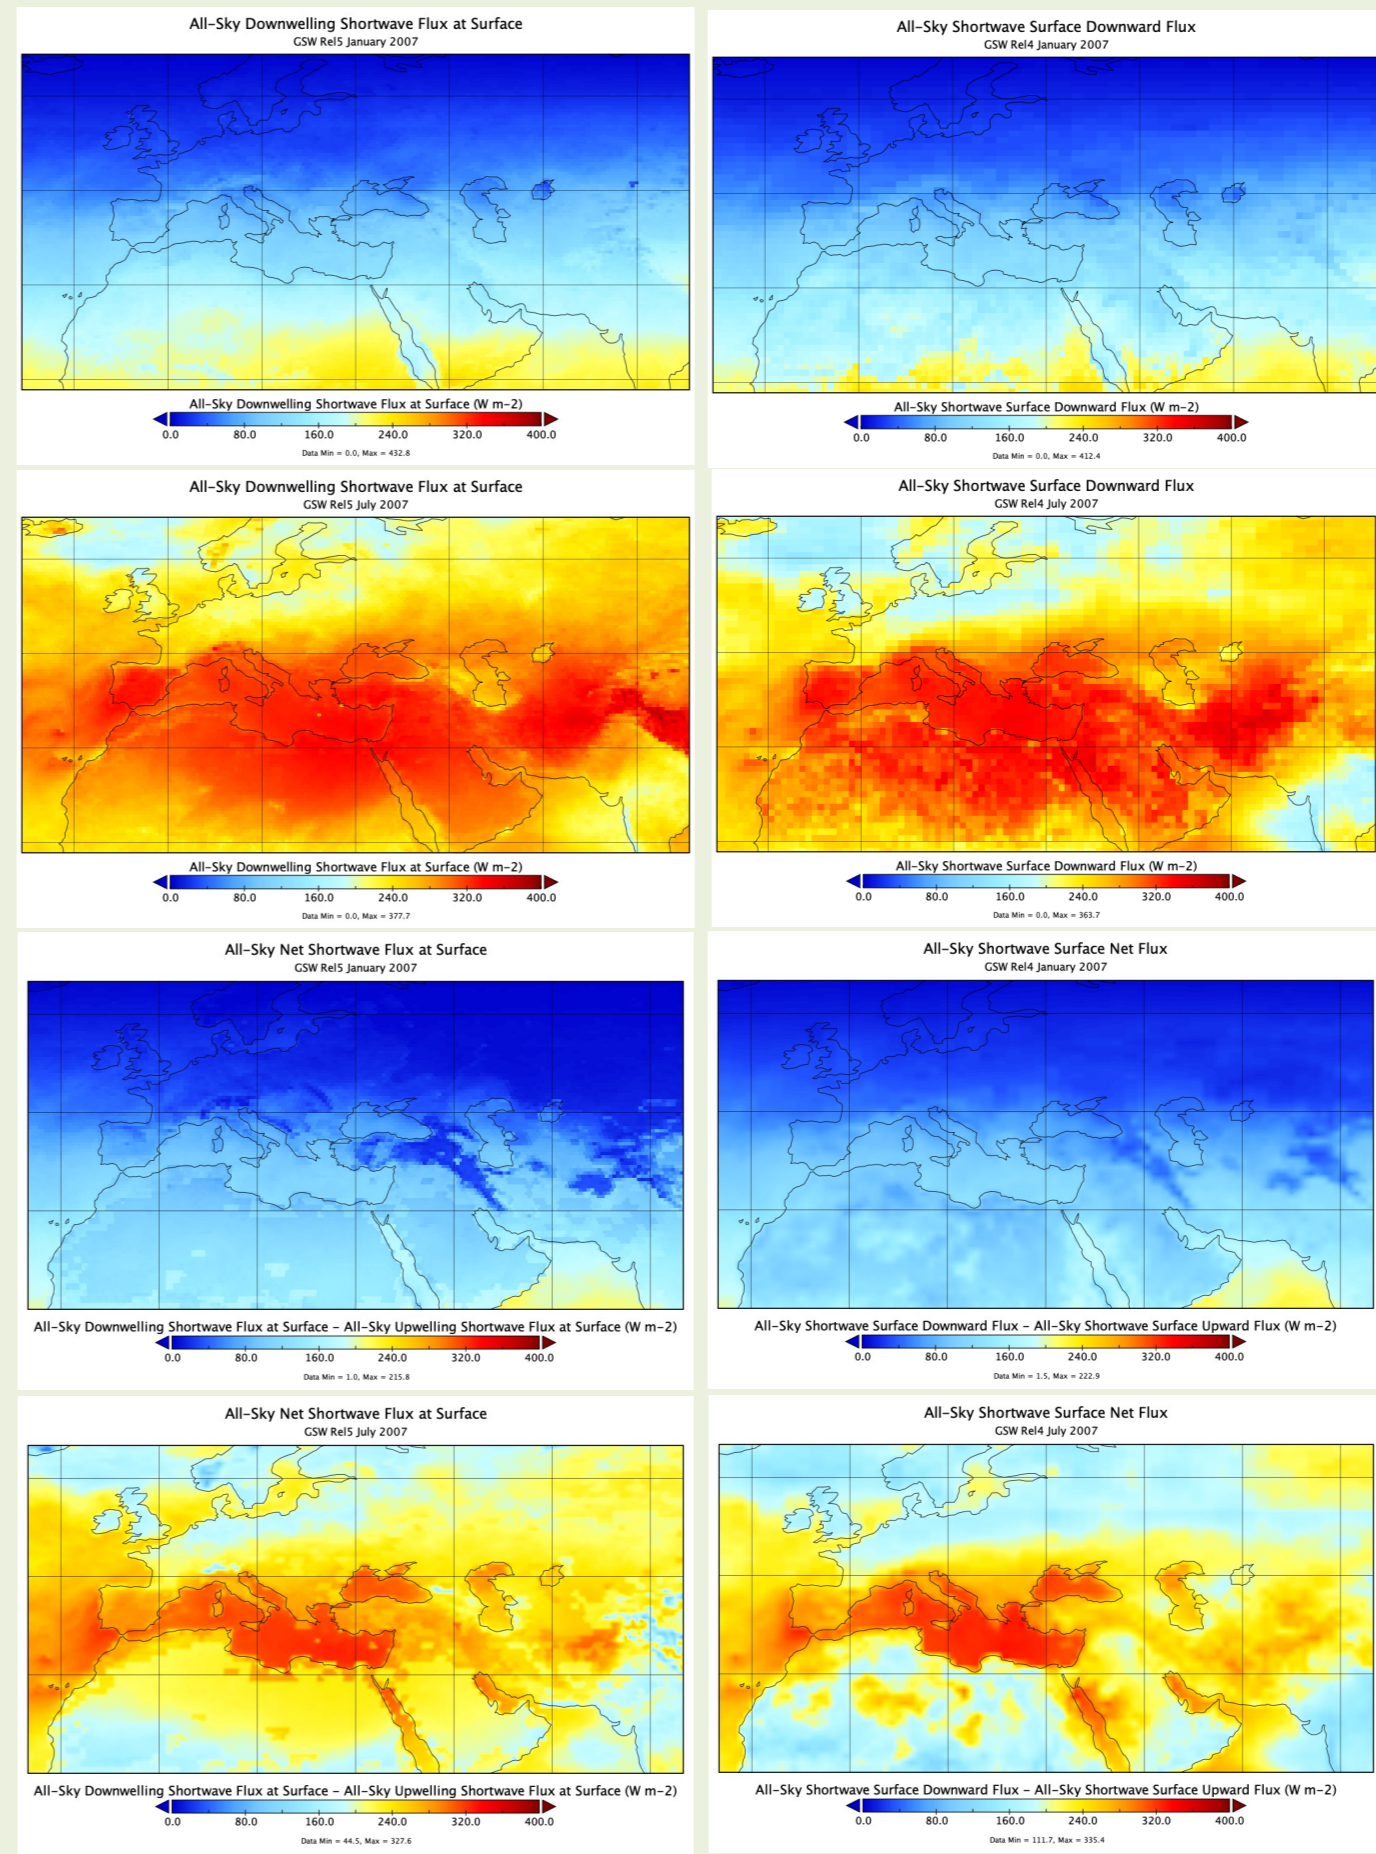 All-Sky Downwelling Shortwave Flux at Surface
GSW Rel5 January 2007
All-Sky Downwelling Shortwave Flux at Surface (W m-2)
0.0 80.0 160.0 240.0 320.0 400.0
Data Min = 0.0, Max = 432.8
All-Sky Shortwave Surface Downward Flux
GSW Rel4 January 2007
All-Sky Shortwave Surface Downward Flux (W m-2)
0.0 80.0 160.0 240.0 320.0 400.0
Data Min = 0.0, Max = 412.4
All-Sky Downwelling Shortwave Flux at Surface
GSW Rel5 July 2007
All-Sky Downwelling Shortwave Flux at Surface (W m-2)
0.0 80.0 160.0 240.0 320.0 400.0
Data Min = 0.0, Max = 377.7
All-Sky Shortwave Surface Downward Flux
GSW Rel4 July 2007
All-Sky Shortwave Surface Downward Flux (W m-2)
0.0 80.0 160.0 240.0 320.0 400.0
Data Min = 0.0, Max = 363.7
All-Sky Net Shortwave Flux at Surface
GSW Rel5 January 2007
All-Sky Downwelling Shortwave Flux at Surface - All-Sky Upwelling Shortwave Flux at Surface (W m-2)
0.0 80.0 160.0 240.0 320.0 400.0
Data Min = 1.0, Max = 215.8
All-Sky Shortwave Surface Net Flux
GSW Rel4 January 2007
All-Sky Shortwave Surface Downward Flux - All-Sky Shortwave Surface Upward Flux (W m-2)
0.0 80.0 160.0 240.0 320.0 400.0
Data Min = 1.5, Max = 222.9
All-Sky Net Shortwave Flux at Surface
GSW Rel5 July 2007
All-Sky Downwelling Shortwave Flux at Surface - All-Sky Upwelling Shortwave Flux at Surface (W m-2)
0.0 80.0 160.0 240.0 320.0 400.0
Data Min = 44.5, Max = 327.6
All-Sky Shortwave Surface Net Flux
GSW Rel4 July 2007
All-Sky Shortwave Surface Downward Flux - All-Sky Shortwave Surface Upward Flux (W m-2)
0.0 80.0 160.0 240.0 320.0 400.0
Data Min = 111.7, Max = 335.4